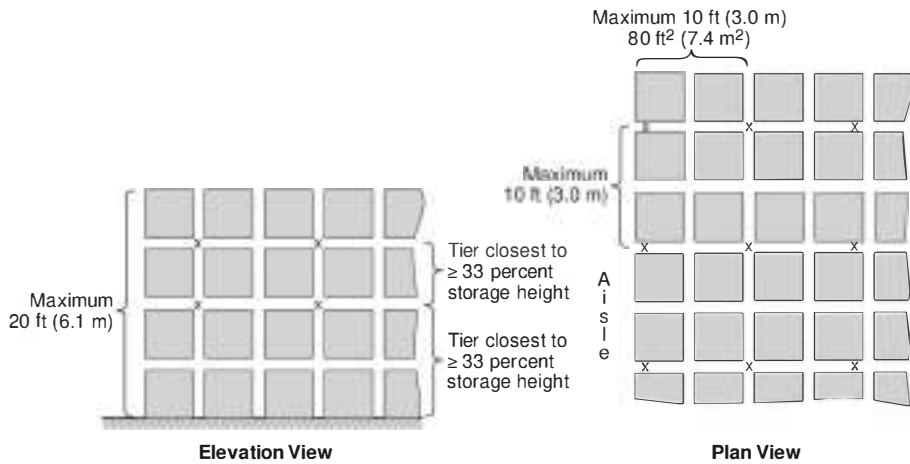 Maximum 10 ft (3.0 m)
80 ft² (7.4 m²)
x
x
Maximum
10 ft (3.0 m)
x
x
x
x
x
Tier closest to
≥ 33 percent
storage height
Maximum
20 ft (6.1 m)
x
x
Tier closest to
≥ 33 percent
storage height
A
i
s
l
e
x
x
x
Elevation View
Plan View